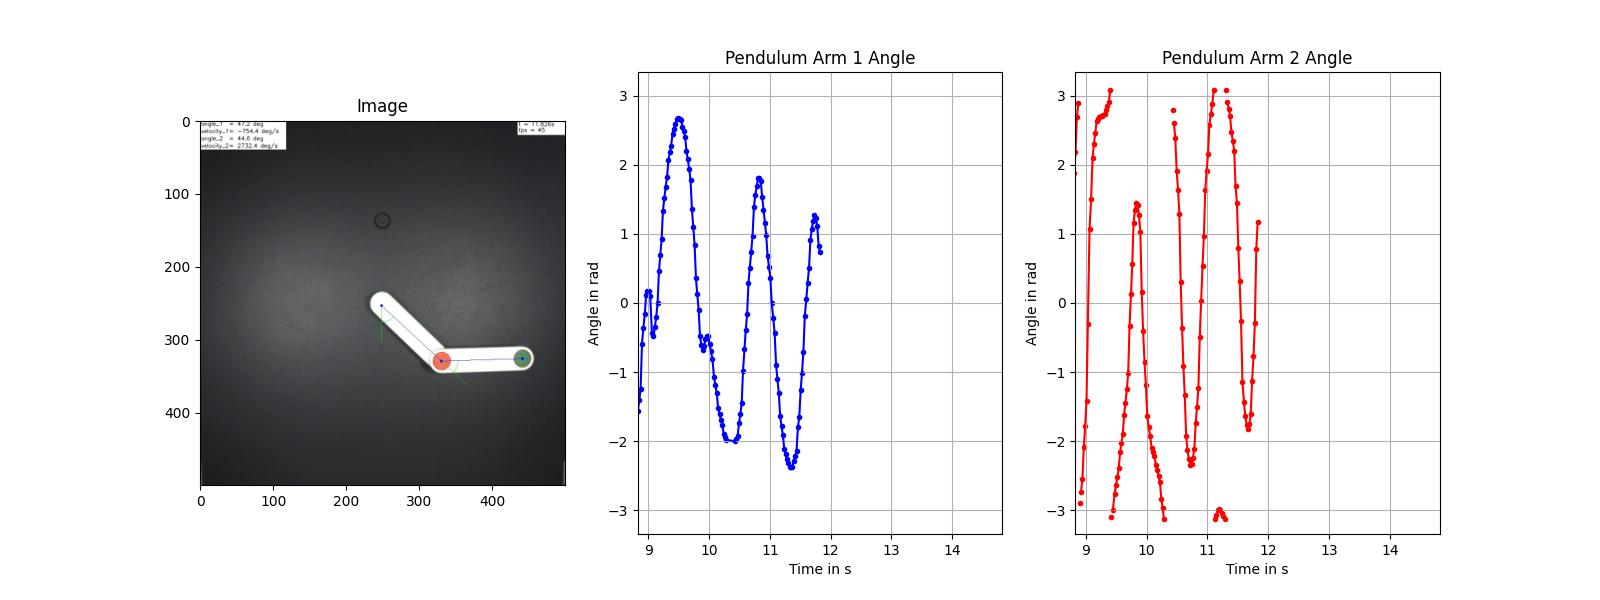 Image
angle_1 = 47.2 deg
velocity_1= -754.4 deg/s
angle_2 = 44.6 deg
velocity_2= 2732.4 deg/s
t = 11.826s
fps = 45
0
100
200
300
400
0 100 200 300 400
Pendulum Arm 1 Angle
Angle in rad
3
2
1
0
−1
−2
−3
9 10 11 12 13 14
Time in s
Pendulum Arm 2 Angle
Angle in rad
3
2
1
0
−1
−2
−3
9 10 11 12 13 14
Time in s